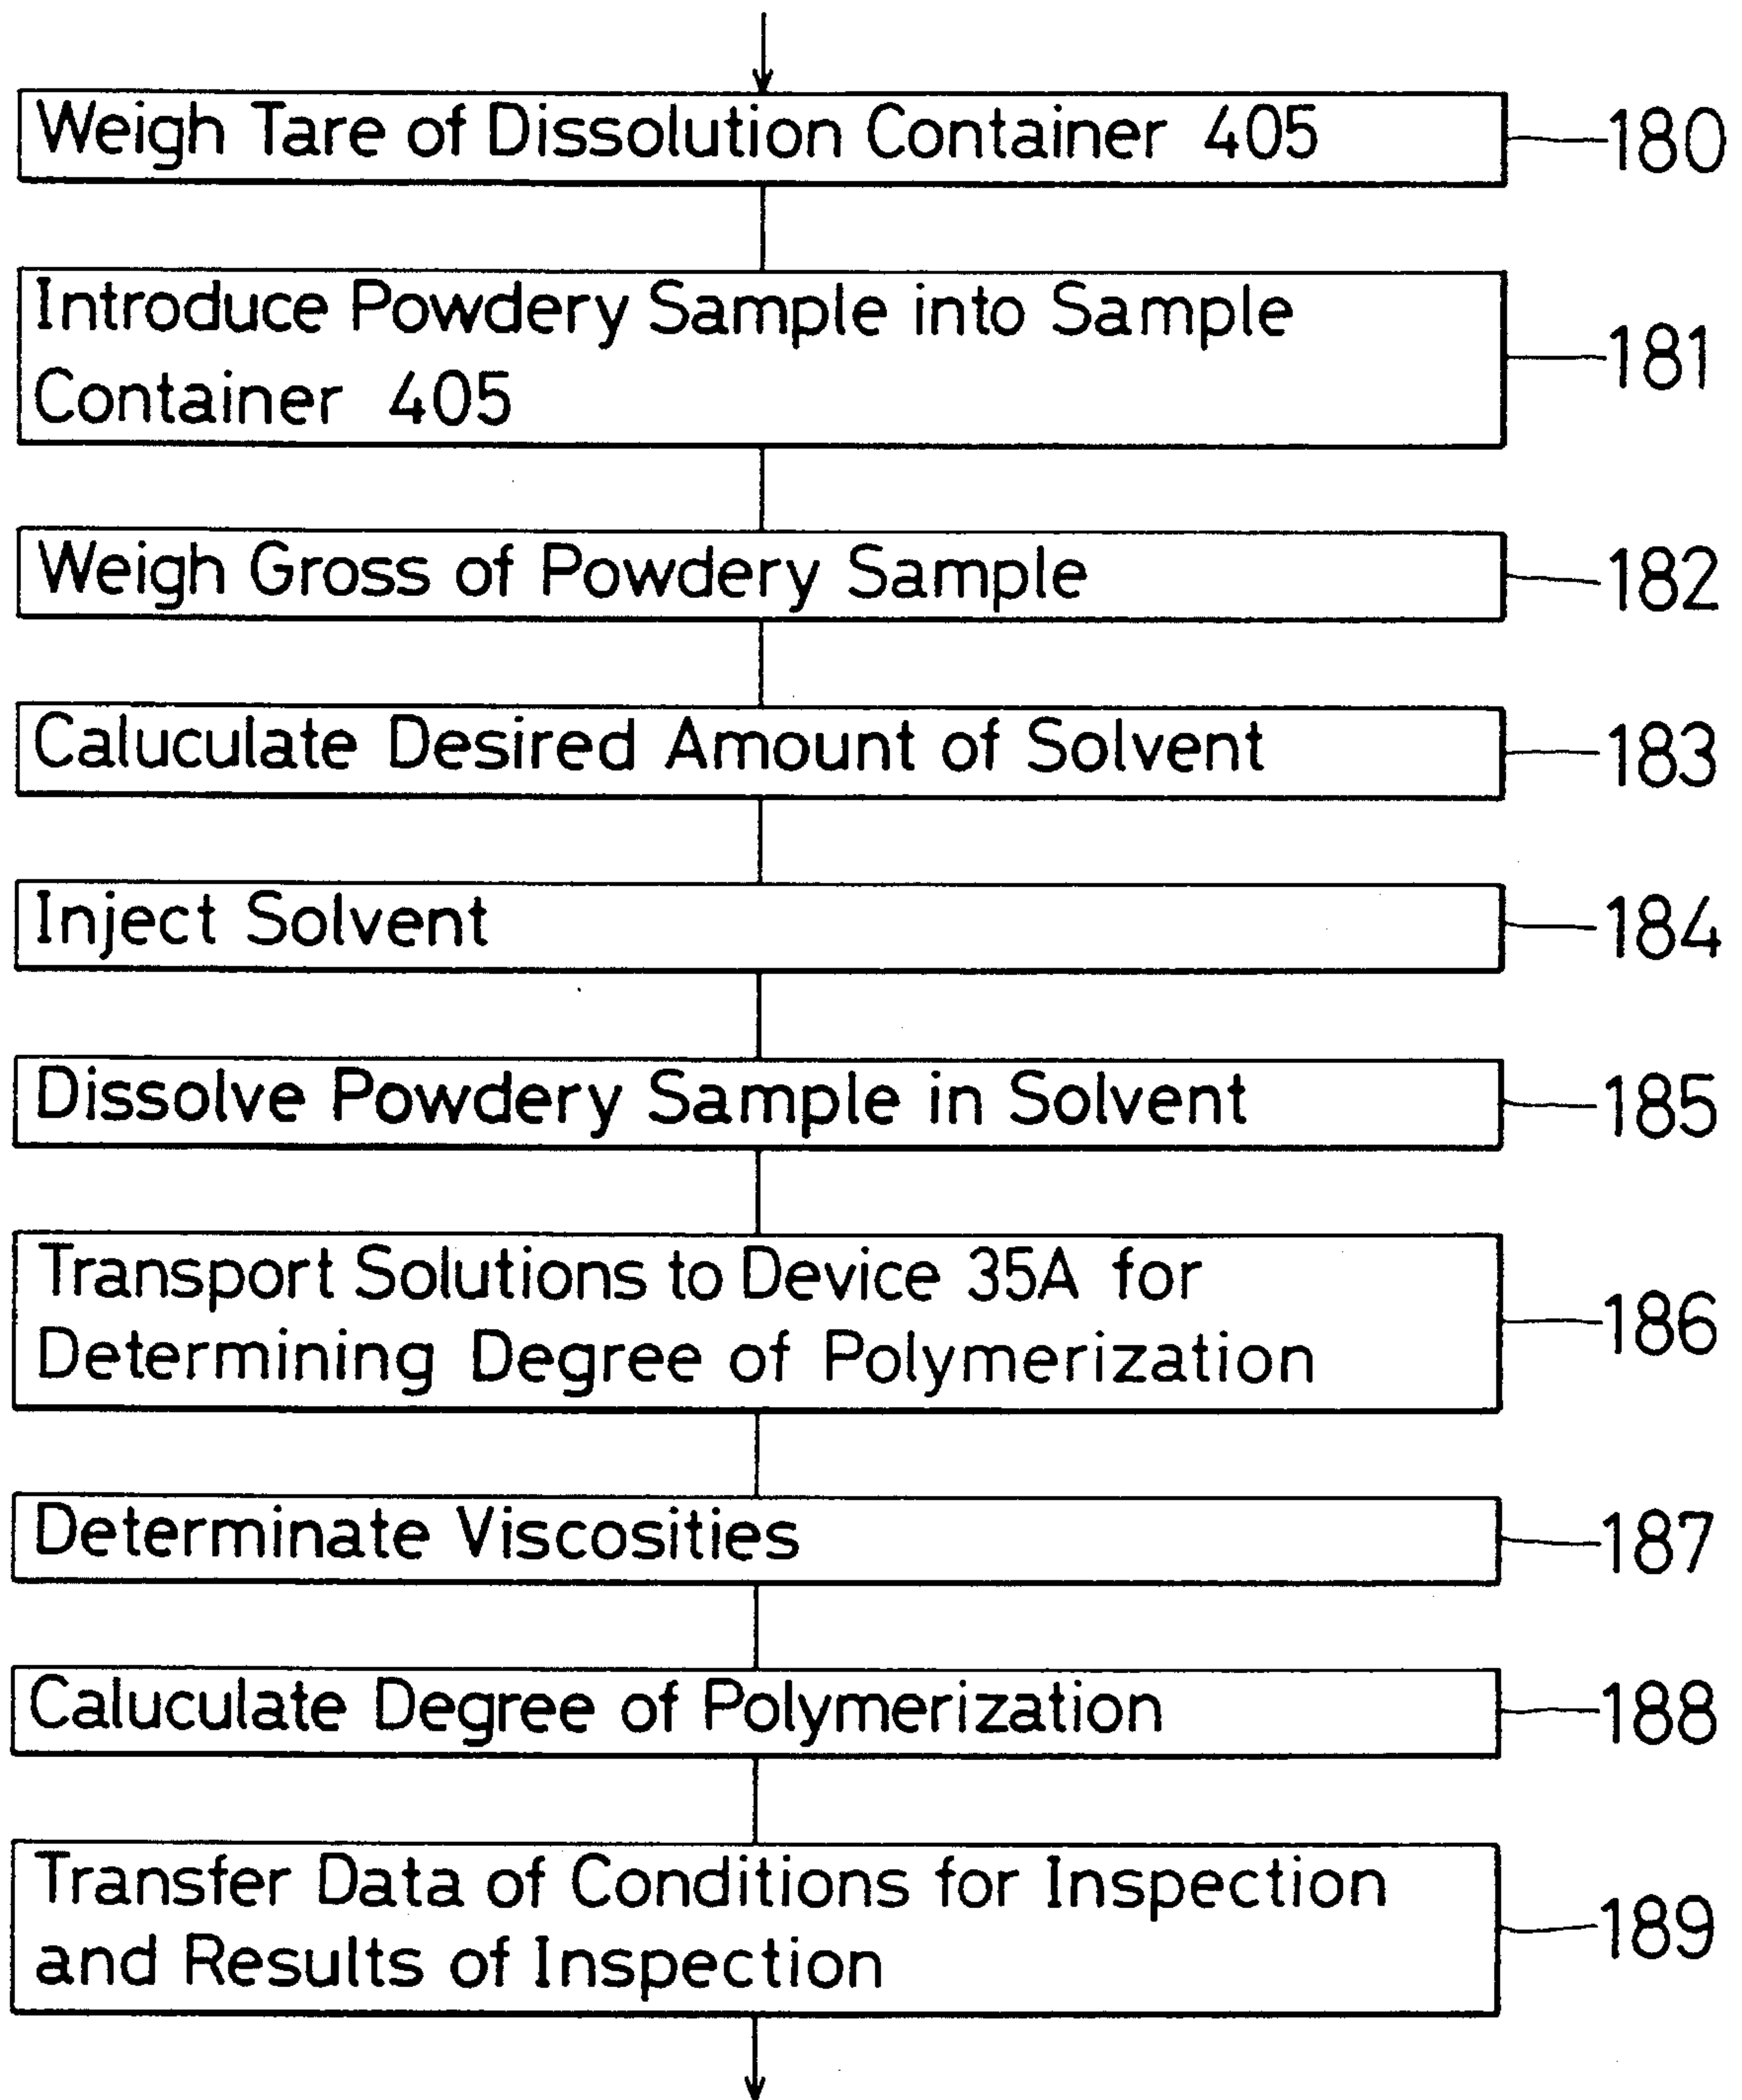 Weigh Tare of Dissolution Container 405
180
Introduce Powdery Sample into Sample
Container 405
181
Weigh Gross of Powdery Sample
182
Caluculate Desired Amount of Solvent
183
Inject Solvent
184
Dissolve Powdery Sample in Solvent
185
Transport Solutions to Device 35A for
Determining Degree of Polymerization
186
Determinate Viscosities
187
Caluculate Degree of Polymerization
188
Transfer Data of Conditions for Inspection
and Results of Inspection
189